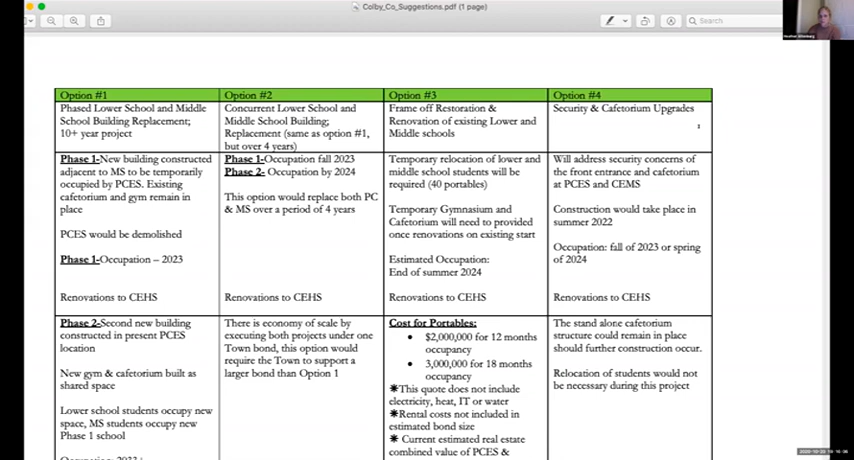 Colby_Co_Suggestions.pdf (1 page)
Search
Option #1
Phased Lower School and Middle
School Building Replacement;
10+ year project
Phase 1-New building constructed
adjacent to MS to be temporarily
occupied by PCES. Existing
cafetorium and gym remain in
place
PCES would be demolished
Phase 1-Occupation – 2023
Renovations to CEHS
Phase 2-Second new building
constructed in present PCES
location
New gym & cafetorium built as
shared space
Lower school students occupy new
space, MS students occupy new
Phase 1 school
Option #2
Concurrent Lower School and
Middle School Building;
Replacement (same as option #1,
but over 4 years)
Phase 1-Occupation fall 2023
Phase 2- Occupation by 2024
This option would replace both PC
& MS over a period of 4 years
Renovations to CEHS
There is economy of scale by
executing both projects under one
Town bond, this option would
require the Town to support a
larger bond than Option 1
Option #3
Frame off Restoration &
Renovation of existing Lower and
Middle schools
Temporary relocation of lower and
middle school students will be
required (40 portables)
Temporary Gymnasium and
Cafetorium will need to provided
once renovations on existing start
Estimated Occupation:
End of summer 2024
Renovations to CEHS
Cost for Portables:
• $2,000,000 for 12 months
occupancy
• 3,000,000 for 18 months
occupancy
✷This quote does not include
electricity, heat, IT or water
✷Rental costs not included in
estimated bond size
✷ Current estimated real estate
combined value of PCES &
Option #4
Security & Cafetorium Upgrades
Will address security concerns of
the front entrance and cafetorium
at PCES and CEMS
Construction would take place in
summer 2022
Occupation: fall of 2023 or spring
of 2024
Renovations to CEHS
The stand alone cafetorium
structure could remain in place
should further construction occur.
Relocation of students would not
be necessary during this project